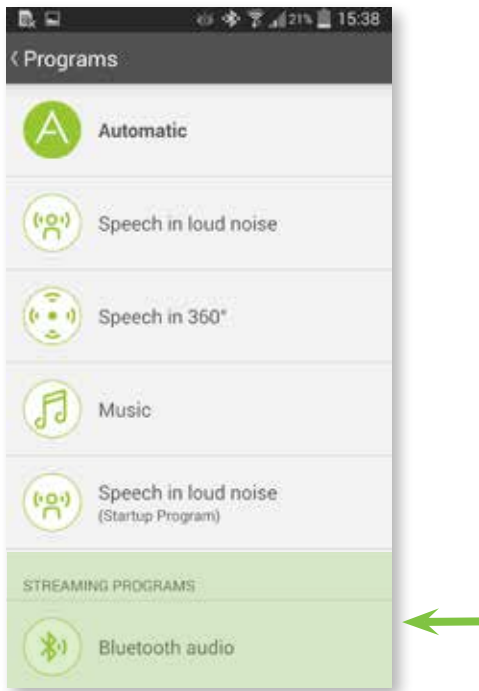 21% 15:38
Programs
A Automatic
Speech in loud noise
Speech in 360°
Music
Speech in loud noise
(Startup Program)
STREAMING PROGRAMS
Bluetooth audio